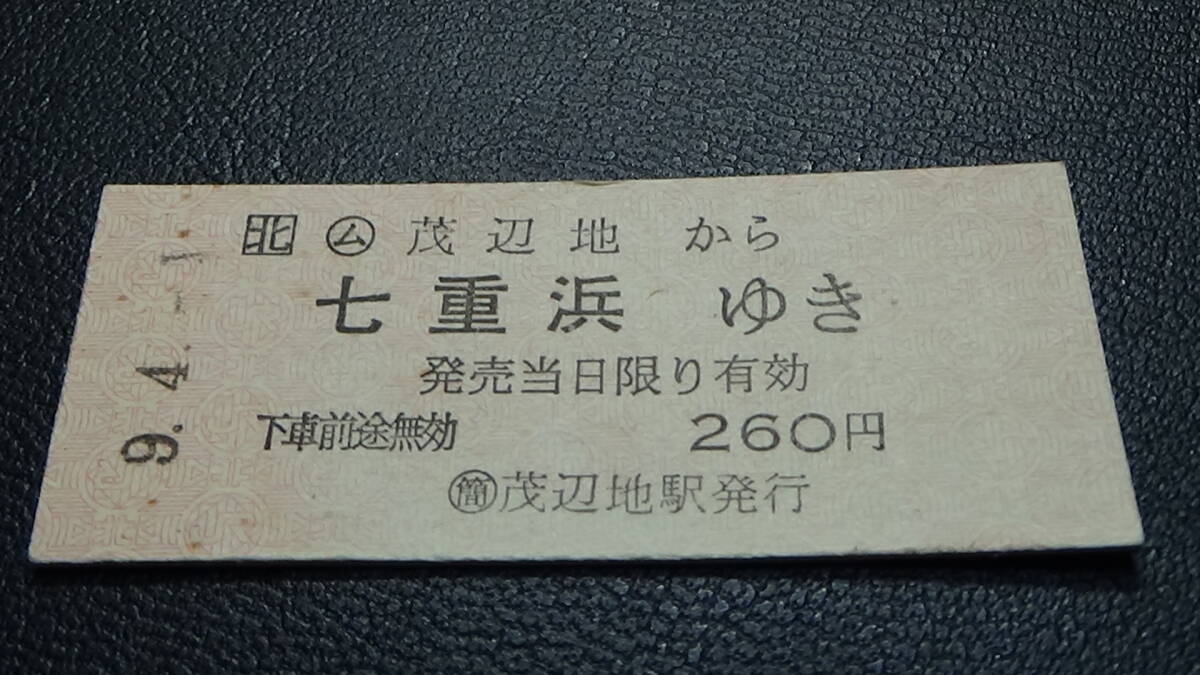 北 ム 茂辺地 から
七重浜 ゆき
発売当日限り有効
下車前途無効 260円
簡茂辺地駅発行
9.4.-1